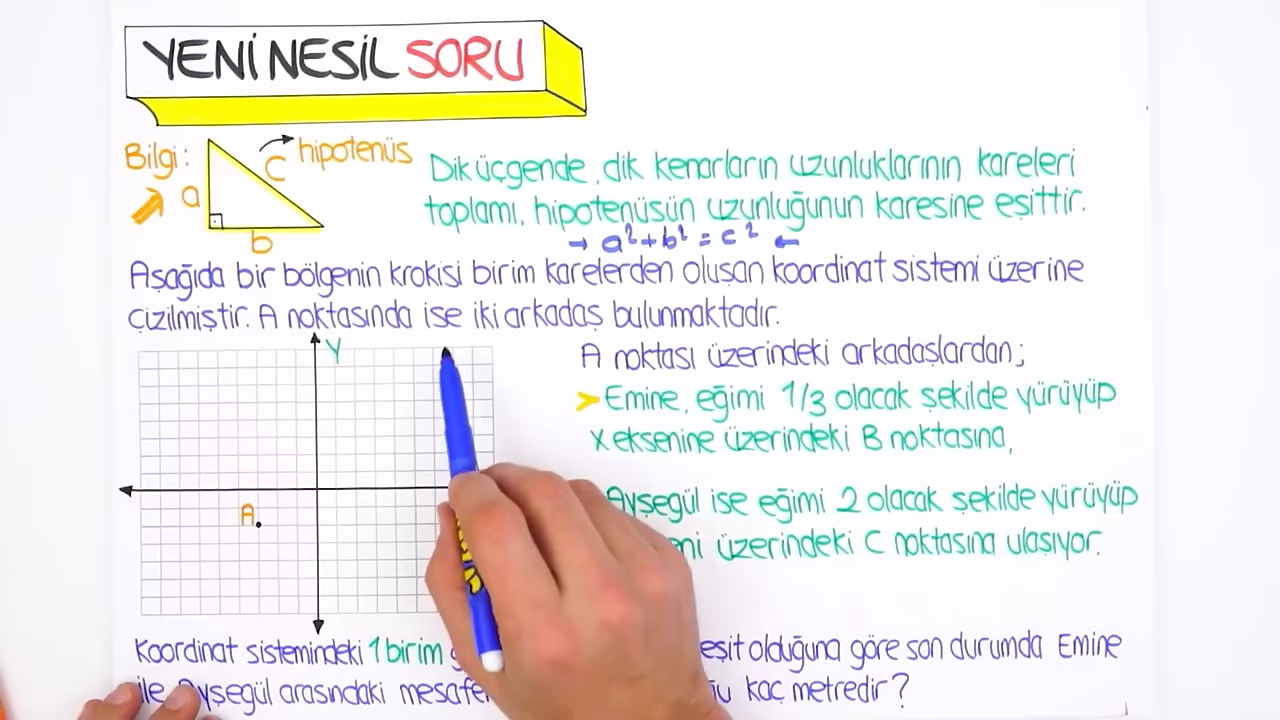 YENİ NESİL SORU
Bilgi: a b c hipotenüs
Dik üçgende, dik kenarların uzunluklarının kareleri
toplamı, hipotenüsün uzunluğunun karesine eşittir.
→ a²+b² = c² ←
Aşağıda bir bölgenin krokisi birim karelerden oluşan koordinat sistemi üzerine
çizilmiştir. A noktasında ise iki arkadaş bulunmaktadır.
Y
A
A noktası üzerindeki arkadaşlardan;
Emine, eğimi 1/3 olacak şekilde yürüyüp
X eksenine üzerindeki B noktasına,
Ayşegül ise eğimi 2 olacak şekilde yürüyüp
üzerindeki C noktasına ulaşıyor.
Koordinat sistemindeki 1 birim eşit olduğuna göre son durumda Emine
ile Ayşegül arasındaki kaç metredir?